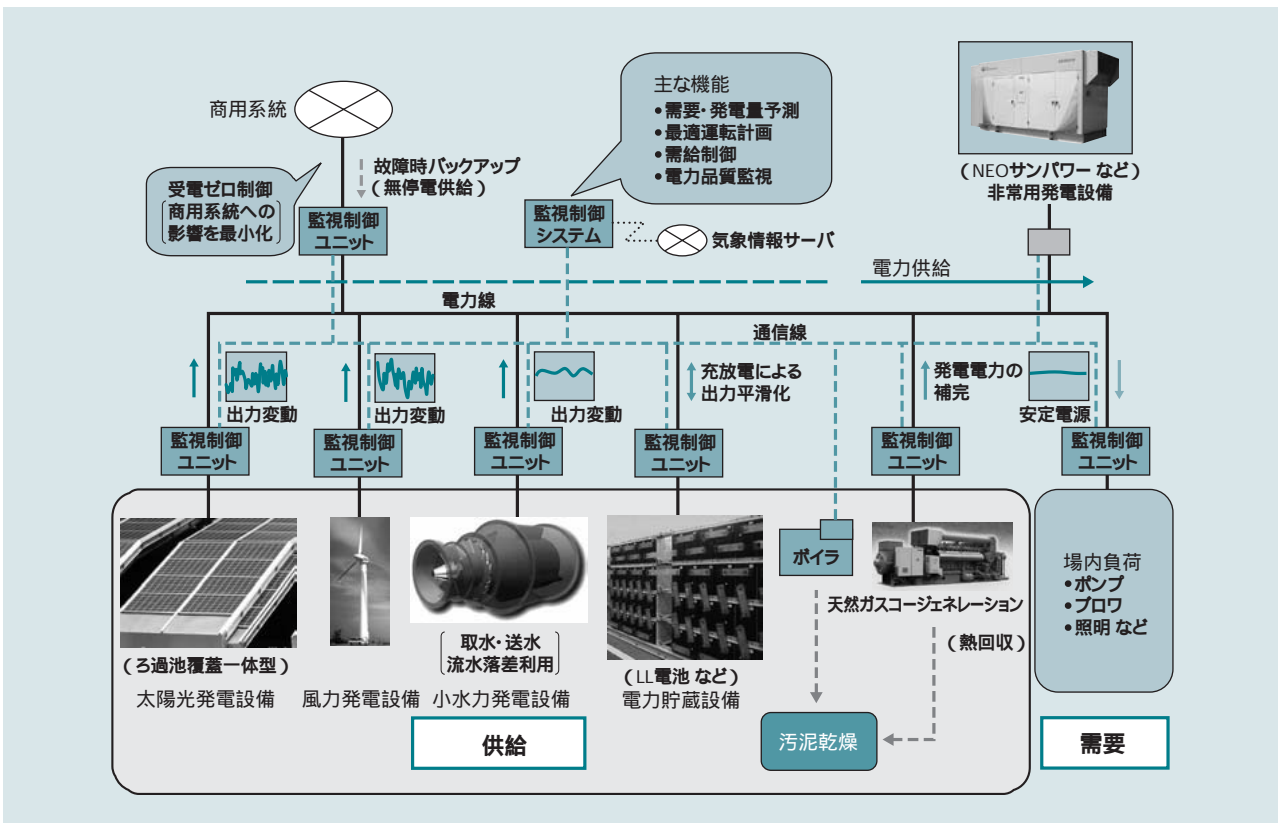 商用系統
故障時バックアップ
(無停電供給)
受電ゼロ制御
商用系統への
影響を最小化
監視制御
ユニット
主な機能
•需要・発電量予測
•最適運転計画
•需給制御
•電力品質監視
監視制御
システム
気象情報サーバ
(NEOサンパワー など)
非常用発電設備
電力供給
電力線
通信線
出力変動
出力変動
出力変動
充放電による
出力平滑化
発電電力の
補完
安定電源
監視制御
ユニット
監視制御
ユニット
監視制御
ユニット
監視制御
ユニット
監視制御
ユニット
監視制御
ユニット
(ろ過池覆蓋一体型)
太陽光発電設備
風力発電設備
取水・送水
流水落差利用
小水力発電設備
(LL電池 など)
電力貯蔵設備
ボイラ
天然ガスコージェネレーション
(熱回収)
汚泥乾燥
供給
場内負荷
•ポンプ
•ブロワ
•照明 など
需要